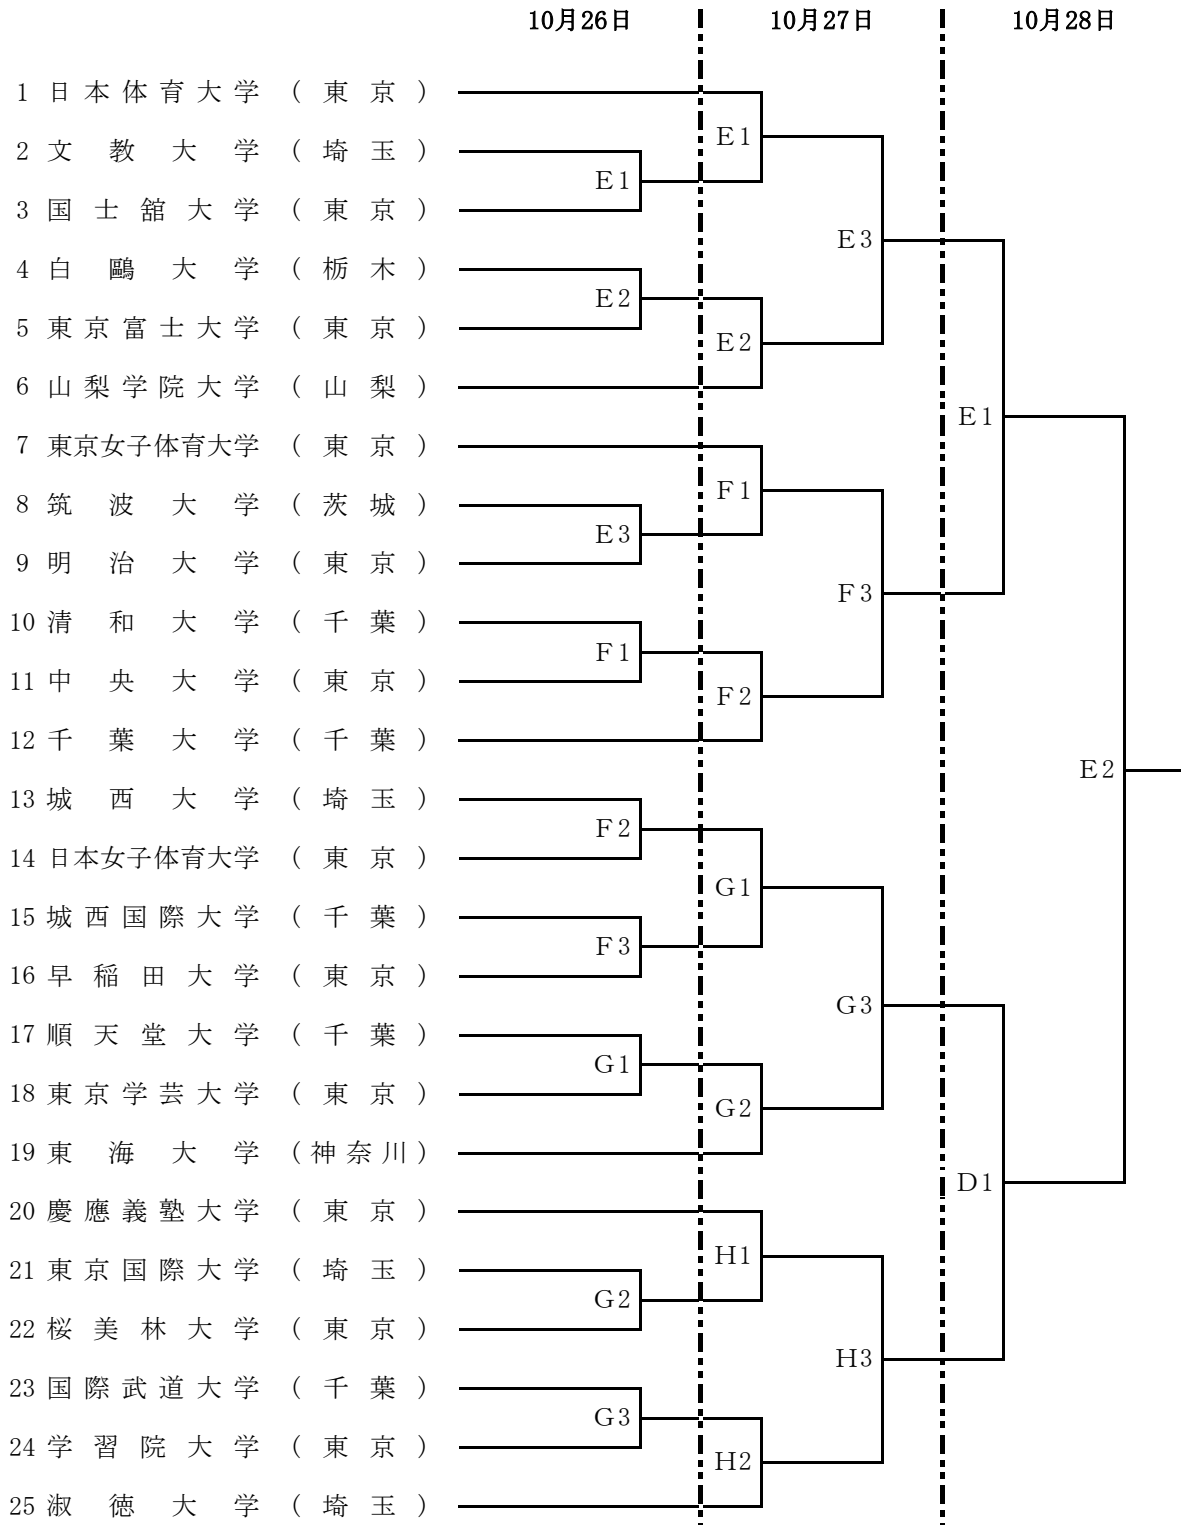 10月26日 10月27日 10月28日
1 日本体育大学 (東京)
E1
2 文教大学 (埼玉)
E1
3 国士舘大学 (東京)
E3
4 白鷗大学 (栃木)
E2
5 東京富士大学 (東京)
E2
6 山梨学院大学 (山梨)
E1
7 東京女子体育大学 (東京)
F1
8 筑波大学 (茨城)
E3
9 明治大学 (東京)
F3
10 清和大学 (千葉)
F1
11 中央大学 (東京)
F2
12 千葉大学 (千葉)
E2
13 城西大学 (埼玉)
F2
14 日本女子体育大学 (東京)
G1
15 城西国際大学 (千葉)
F3
16 早稲田大学 (東京)
G3
17 順天堂大学 (千葉)
G1
18 東京学芸大学 (東京)
G2
19 東海大学 (神奈川)
D1
20 慶應義塾大学 (東京)
H1
21 東京国際大学 (埼玉)
G2
22 桜美林大学 (東京)
H3
23 国際武道大学 (千葉)
G3
24 学習院大学 (東京)
H2
25 淑徳大学 (埼玉)